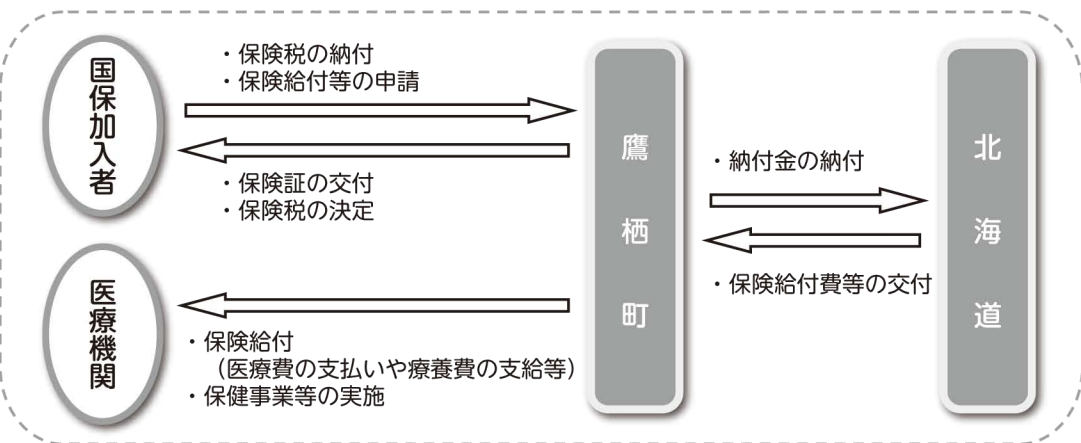 国保加入者
・保険税の納付
・保険給付等の申請
・保険証の交付
・保険税の決定
医療機関
・保険給付
（医療費の支払いや療養費の支給等）
・保健事業等の実施
鷹栖町
・納付金の納付
・保険給付費等の交付
北海道